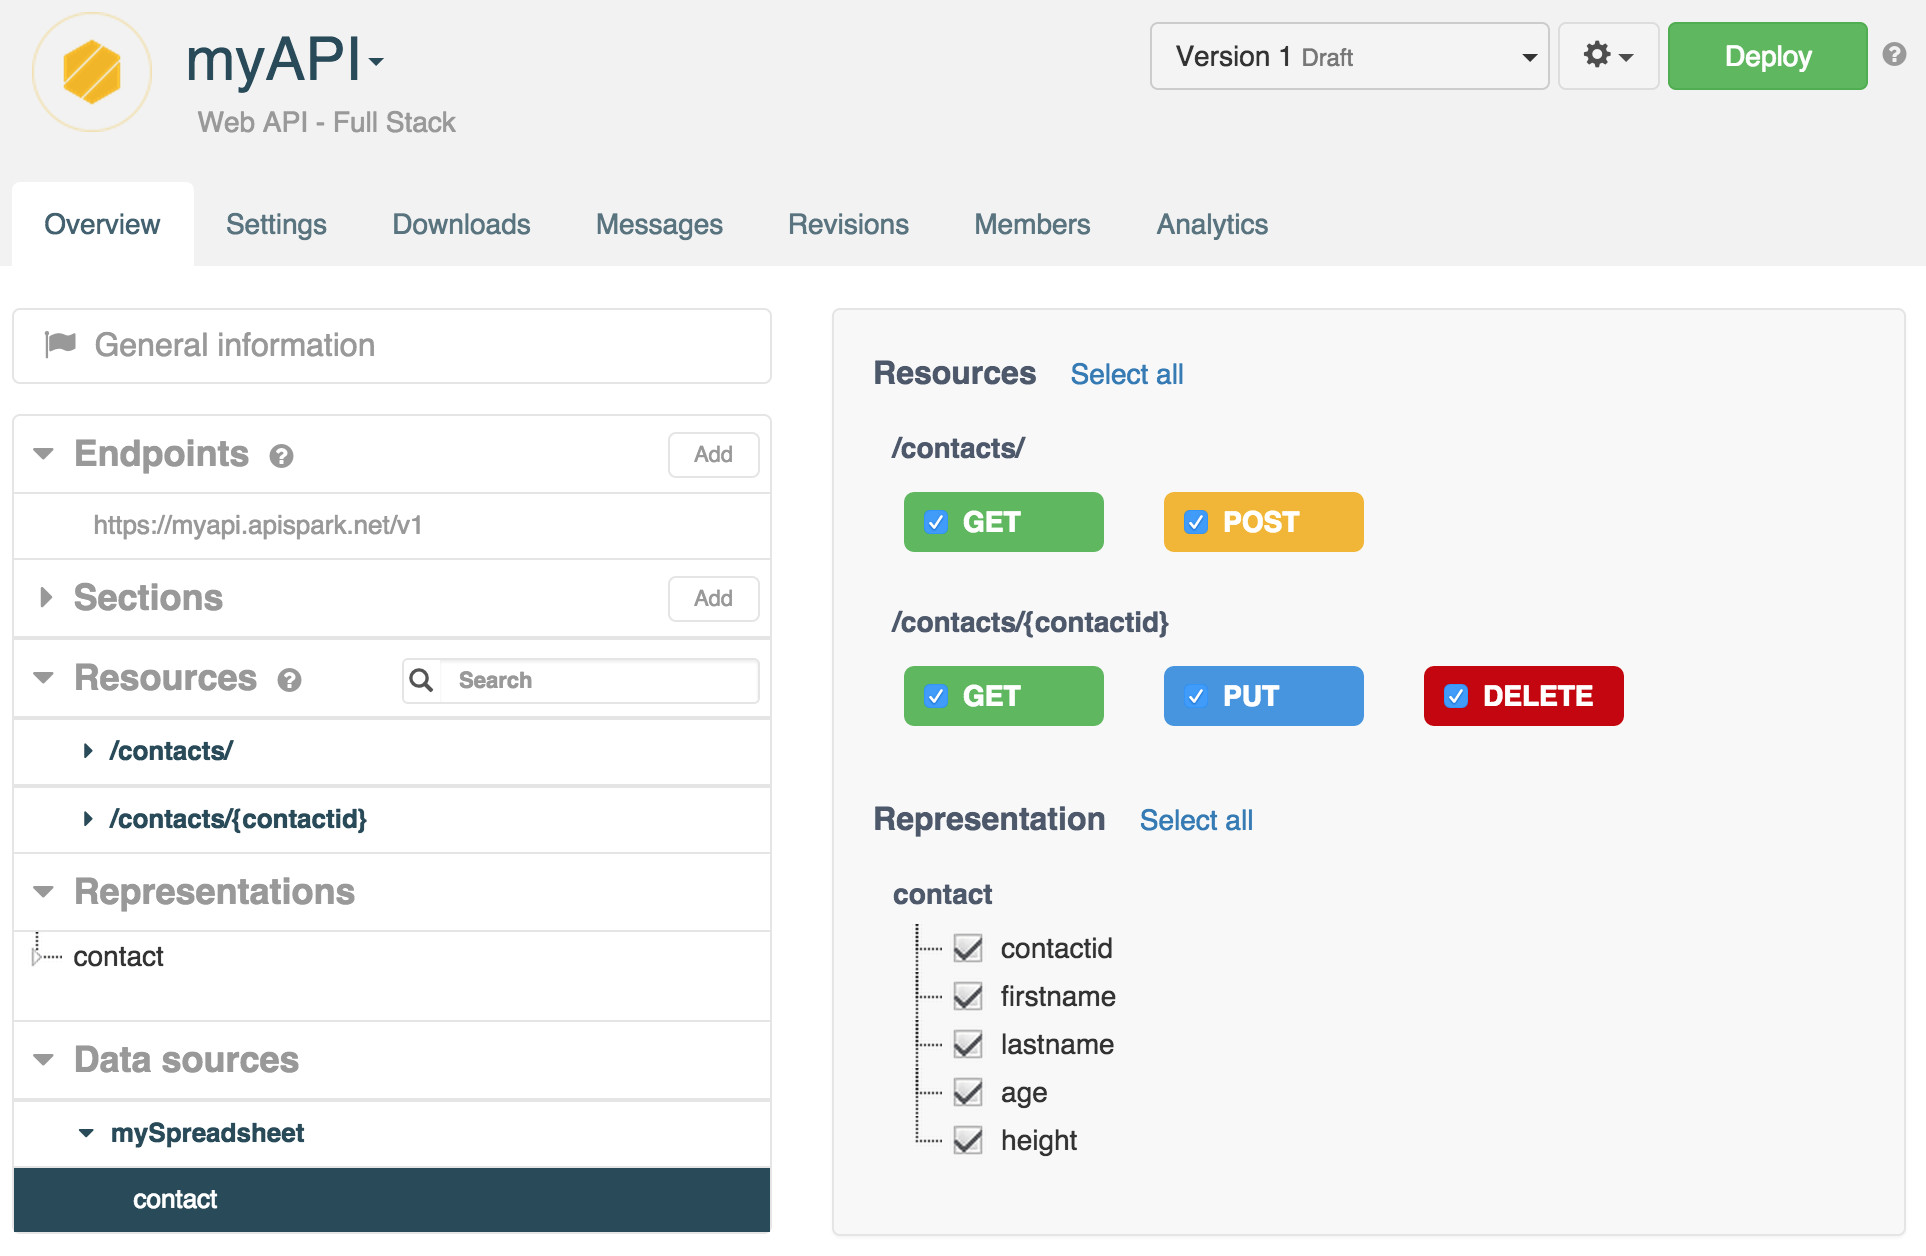 myAPI
Web API - Full Stack
Version 1 Draft
Deploy
Overview Settings Downloads Messages Revisions Members Analytics
General information
Endpoints
Add
https://myapi.apispark.net/v1
Sections
Add
Resources
Search
/contacts/
/contacts/{contactid}
Representations
contact
Data sources
mySpreadsheet
contact
Resources Select all
/contacts/
GET POST
/contacts/{contactid}
GET PUT DELETE
Representation Select all
contact
contactid
firstname
lastname
age
height